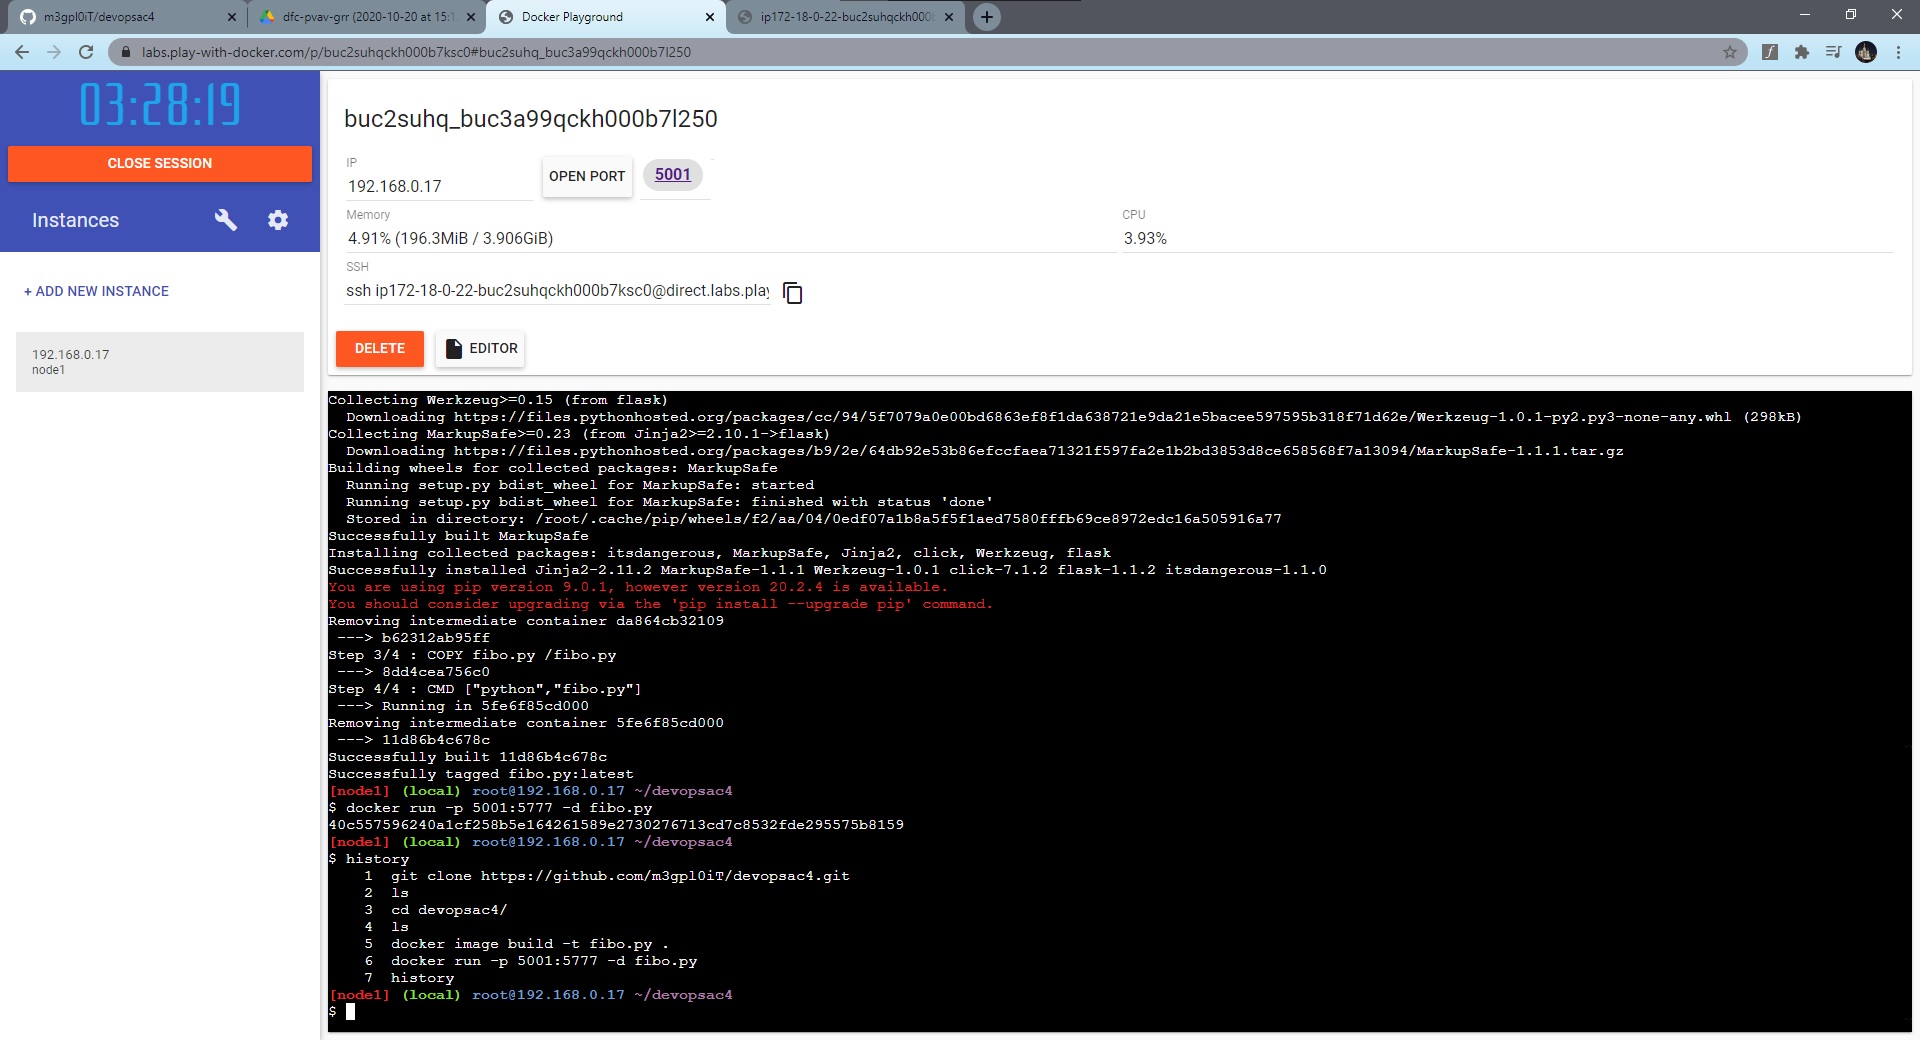 m3gpl0iT/devopsac4
dfc-pvav-grr (2020-10-20 at 15:1
Docker Playground
ip172-18-0-22-buc2suhqckh000b
labs.play-with-docker.com/p/buc2suhqckh000b7ksc0#buc2suhq_buc3a99qckh000b7l250
03:28:19
CLOSE SESSION
Instances
+ ADD NEW INSTANCE
192.168.0.17
node1
buc2suhq_buc3a99qckh000b7l250
IP
192.168.0.17
OPEN PORT
5001
Memory
4.91% (196.3MiB / 3.906GiB)
CPU
3.93%
SSH
ssh ip172-18-0-22-buc2suhqckh000b7ksc0@direct.labs.play
DELETE
EDITOR
Collecting Werkzeug>=0.15 (from flask)
  Downloading https://files.pythonhosted.org/packages/cc/94/5f7079a0e00bd6863ef8f1da638721e9da21e5bacee597595b318f71d62e/Werkzeug-1.0.1-py2.py3-none-any.whl (298kB)
Collecting MarkupSafe>=0.23 (from Jinja2>=2.10.1->flask)
  Downloading https://files.pythonhosted.org/packages/b9/2e/64db92e53b86efccfaea71321f597fa2e1b2bd3853d8ce658568f7a13094/MarkupSafe-1.1.1.tar.gz
Building wheels for collected packages: MarkupSafe
  Running setup.py bdist_wheel for MarkupSafe: started
  Running setup.py bdist_wheel for MarkupSafe: finished with status 'done'
  Stored in directory: /root/.cache/pip/wheels/f2/aa/04/0edf07a1b8a5f5f1aed7580fffb69ce8972edc16a505916a77
Successfully built MarkupSafe
Installing collected packages: itsdangerous, MarkupSafe, Jinja2, click, Werkzeug, flask
Successfully installed Jinja2-2.11.2 MarkupSafe-1.1.1 Werkzeug-1.0.1 click-7.1.2 flask-1.1.2 itsdangerous-1.1.0
You are using pip version 9.0.1, however version 20.2.4 is available.
You should consider upgrading via the 'pip install --upgrade pip' command.
Removing intermediate container da864cb32109
 ---> b62312ab95ff
Step 3/4 : COPY fibo.py /fibo.py
 ---> 8dd4cea756c0
Step 4/4 : CMD ["python","fibo.py"]
 ---> Running in 5fe6f85cd000
Removing intermediate container 5fe6f85cd000
 ---> 11d86b4c678c
Successfully built 11d86b4c678c
Successfully tagged fibo.py:latest
[node1] (local) root@192.168.0.17 ~/devopsac4
$ docker run -p 5001:5777 -d fibo.py
40c557596240a1cf258b5e164261589e2730276713cd7c8532fde295575b8159
[node1] (local) root@192.168.0.17 ~/devopsac4
$ history
    1  git clone https://github.com/m3gpl0iT/devopsac4.git
    2  ls
    3  cd devopsac4/
    4  ls
    5  docker image build -t fibo.py .
    6  docker run -p 5001:5777 -d fibo.py
    7  history
[node1] (local) root@192.168.0.17 ~/devopsac4
$